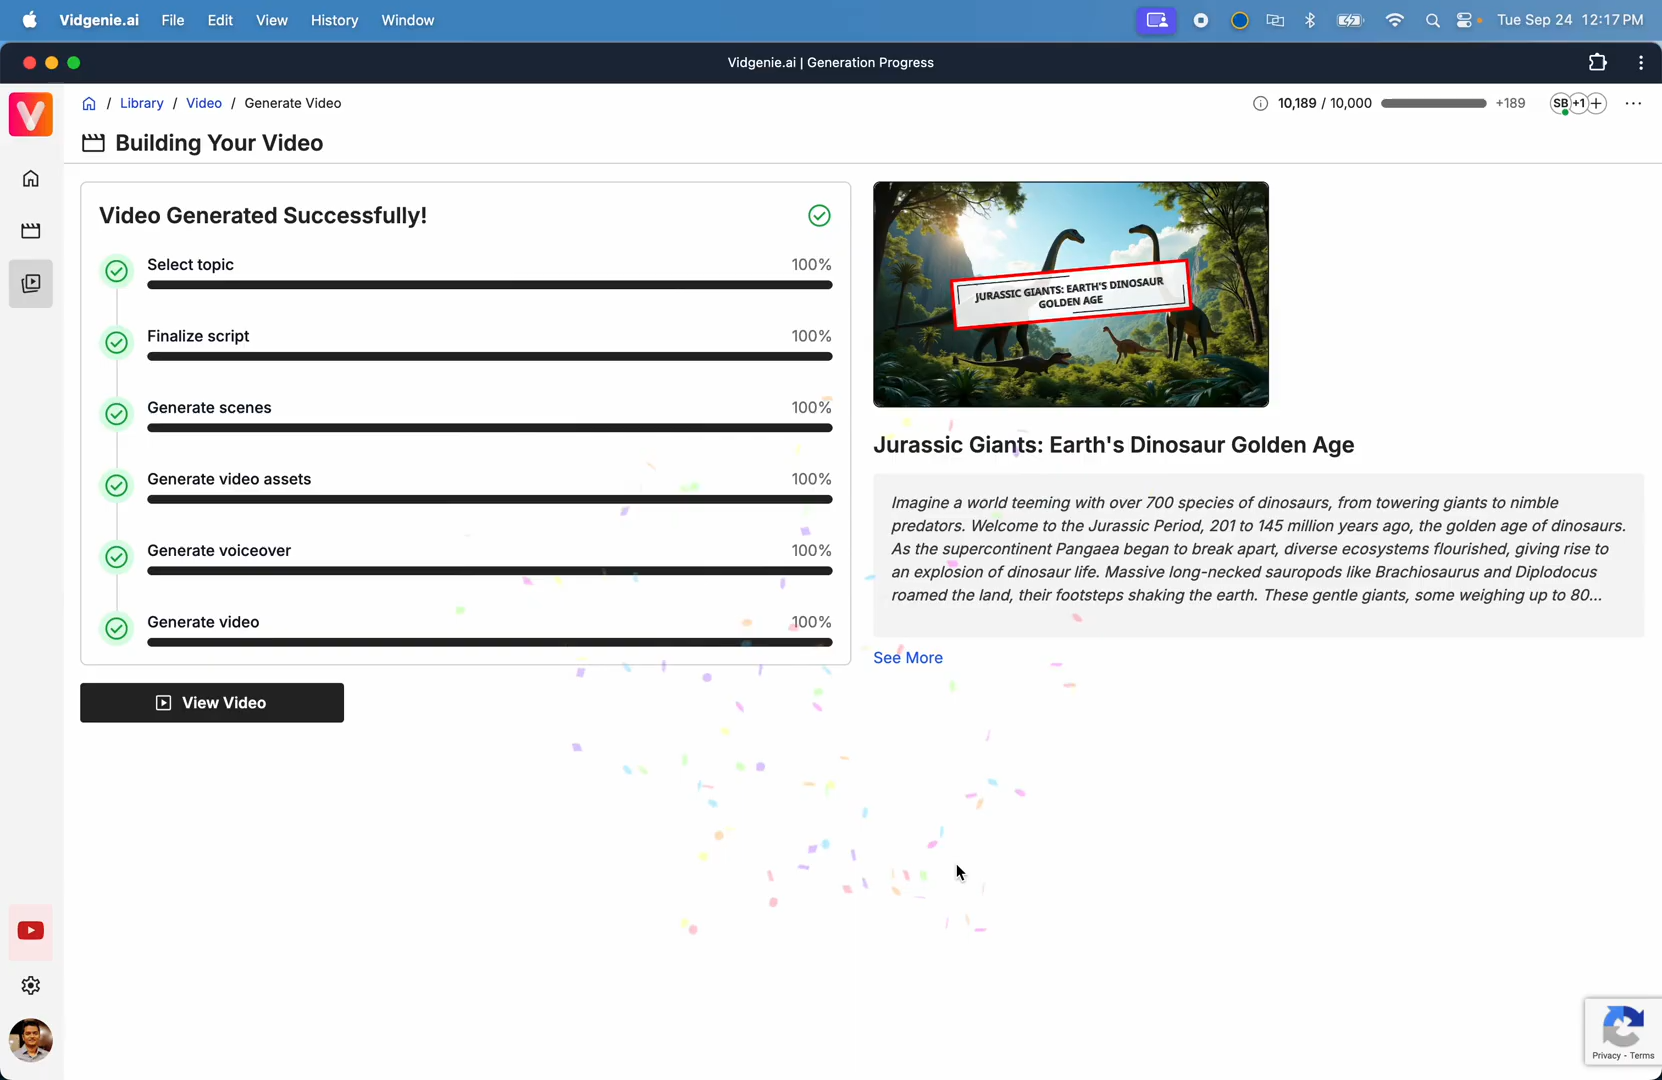 Vidgenie.ai File Edit View History Window Tue Sep 24 12:17 PM
Vidgenie.ai | Generation Progress
/ Library / Video / Generate Video
10,189 / 10,000 +189 SB +1
Building Your Video
Video Generated Successfully!
Select topic 100%
Finalize script 100%
Generate scenes 100%
Generate video assets 100%
Generate voiceover 100%
Generate video 100%
View Video
JURASSIC GIANTS: EARTH'S DINOSAUR
GOLDEN AGE
Jurassic Giants: Earth's Dinosaur Golden Age
Imagine a world teeming with over 700 species of dinosaurs, from towering giants to nimble
predators. Welcome to the Jurassic Period, 201 to 145 million years ago, the golden age of dinosaurs.
As the supercontinent Pangaea began to break apart, diverse ecosystems flourished, giving rise to
an explosion of dinosaur life. Massive long-necked sauropods like Brachiosaurus and Diplodocus
roamed the land, their footsteps shaking the earth. These gentle giants, some weighing up to 80...
See More
Privacy - Terms